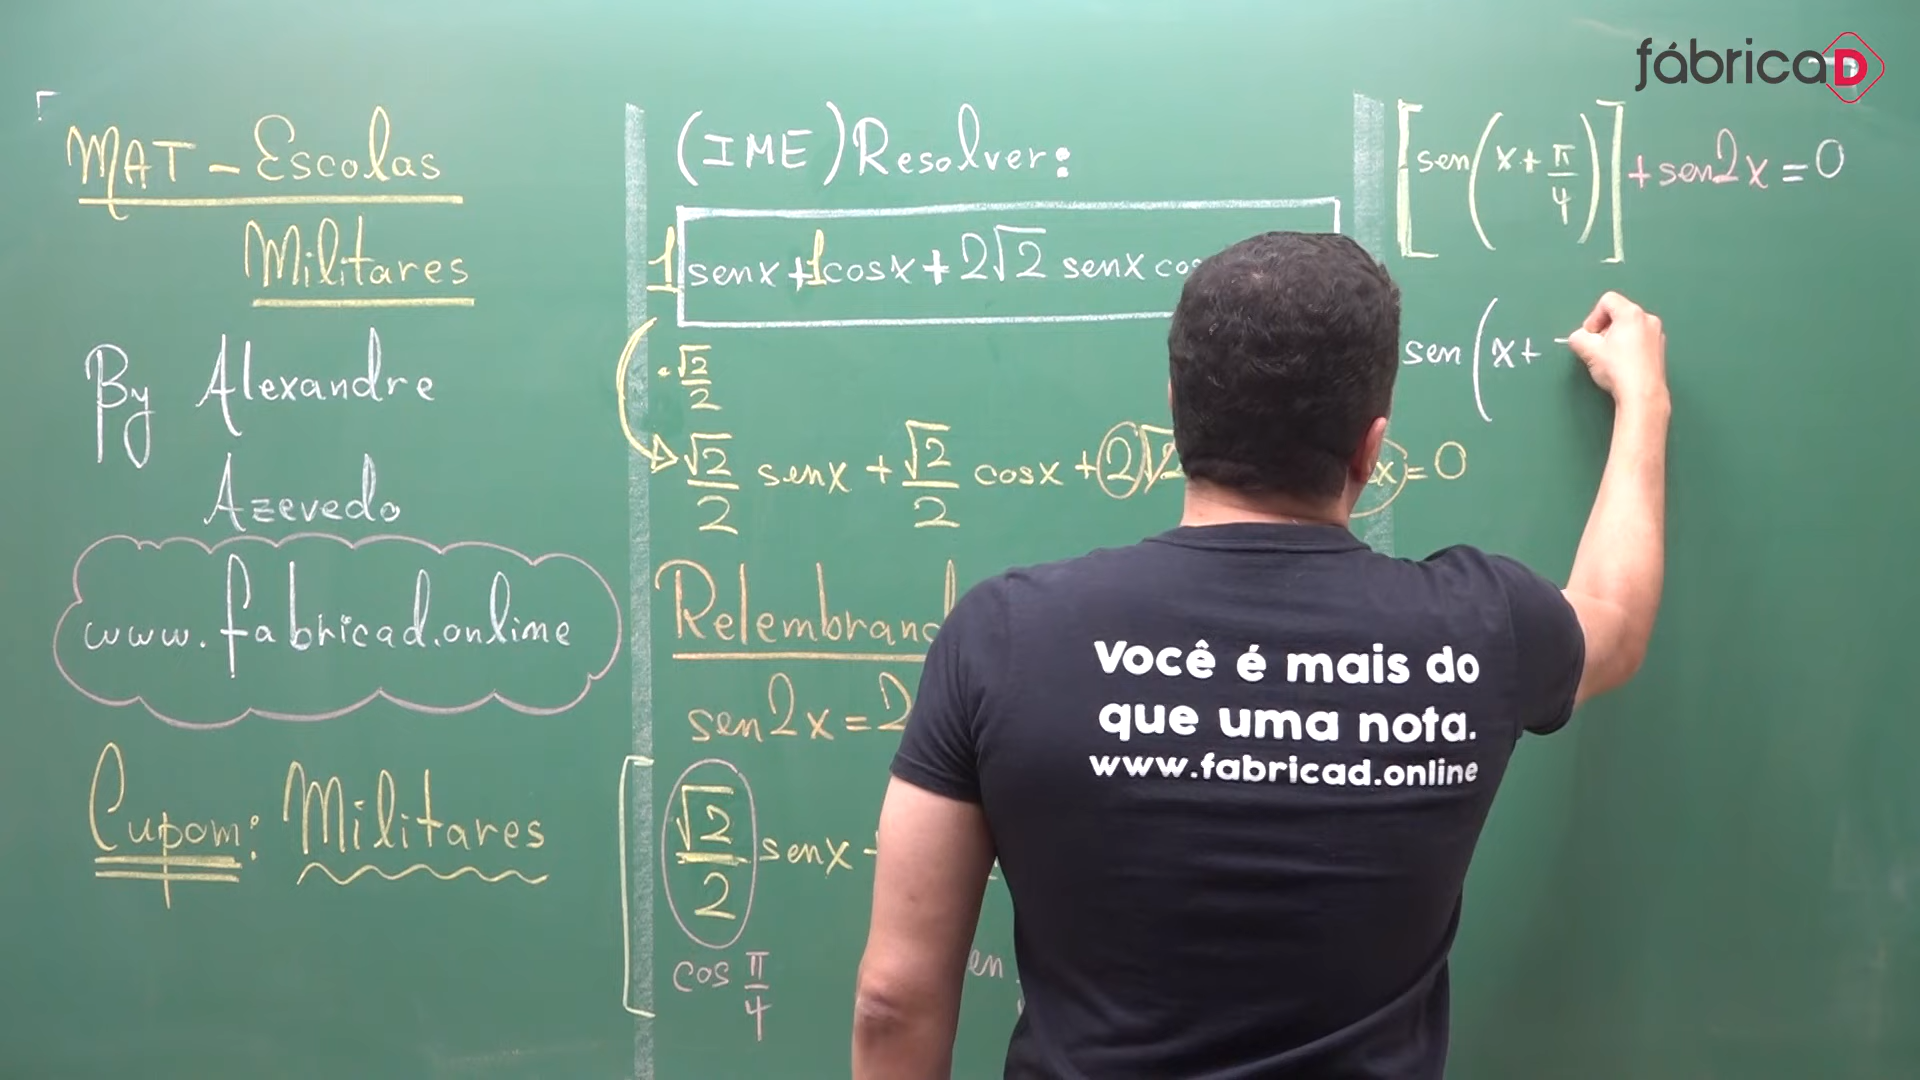 fábricaD
MAT - Escolas
Militares
By Alexandre
Azevedo
www.fabricad.online
Cupom: Militares
(IME) Resolver:
1 senx + 1 cosx + 2√2 senx cos
· √2/2
√2/2 senx + √2/2 cosx + 2√2 x = 0
sen2x = 2
√2/2 senx +
cos π/4
[sen(x + π/4)] + sen2x = 0
sen(x +
Você é mais do
que uma nota.
www.fabricad.online